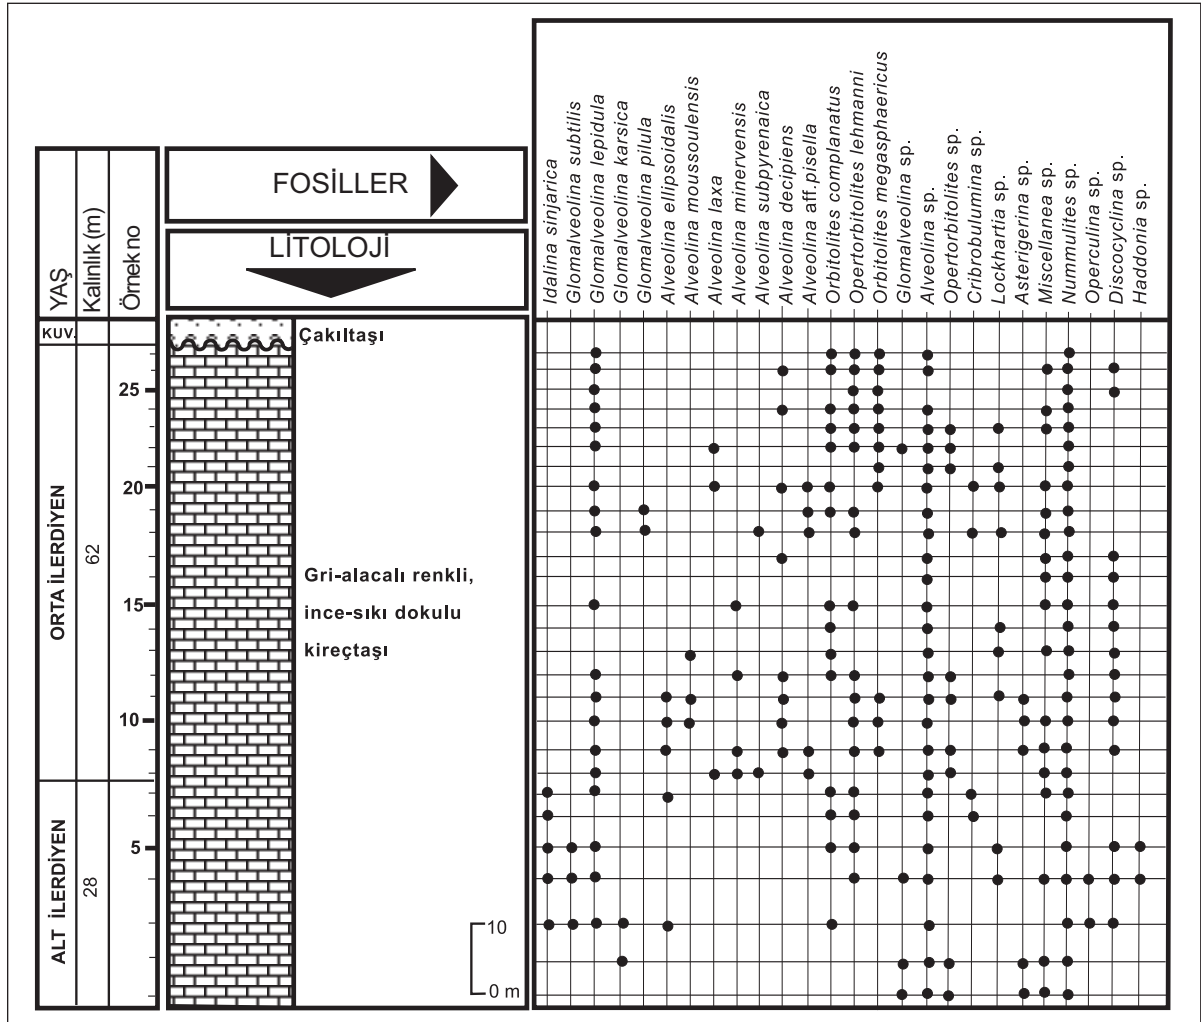 FOSİLLER
LİTOLOJİ
YAŞ
Kalınlık (m)
Örnek no
Idalina sinjarica
Glomalveolina subtilis
Glomalveolina lepidula
Glomalveolina karsica
Glomalveolina pilula
Alveolina ellipsoidalis
Alveolina moussoulensis
Alveolina laxa
Alveolina minervensis
Alveolina subpyrenaica
Alveolina decipiens
Alveolina aff.pisella
Orbitolites complanatus
Opertorbitolites lehmanni
Orbitolites megasphaericus
Glomalveolina sp.
Alveolina sp.
Opertorbitolites sp.
Cribrobulumina sp.
Lockhartia sp.
Asterigerina sp.
Miscellanea sp.
Nummulites sp.
Operculina sp.
Discocyclina sp.
Haddonia sp.
KUV.
Çakıltaşı
ORTA İLERDİYEN
62
25
20
15
10
Gri-alacalı renkli,
ince-sıkı dokulu
kireçtaşı
ALT İLERDİYEN
28
5
10
0 m